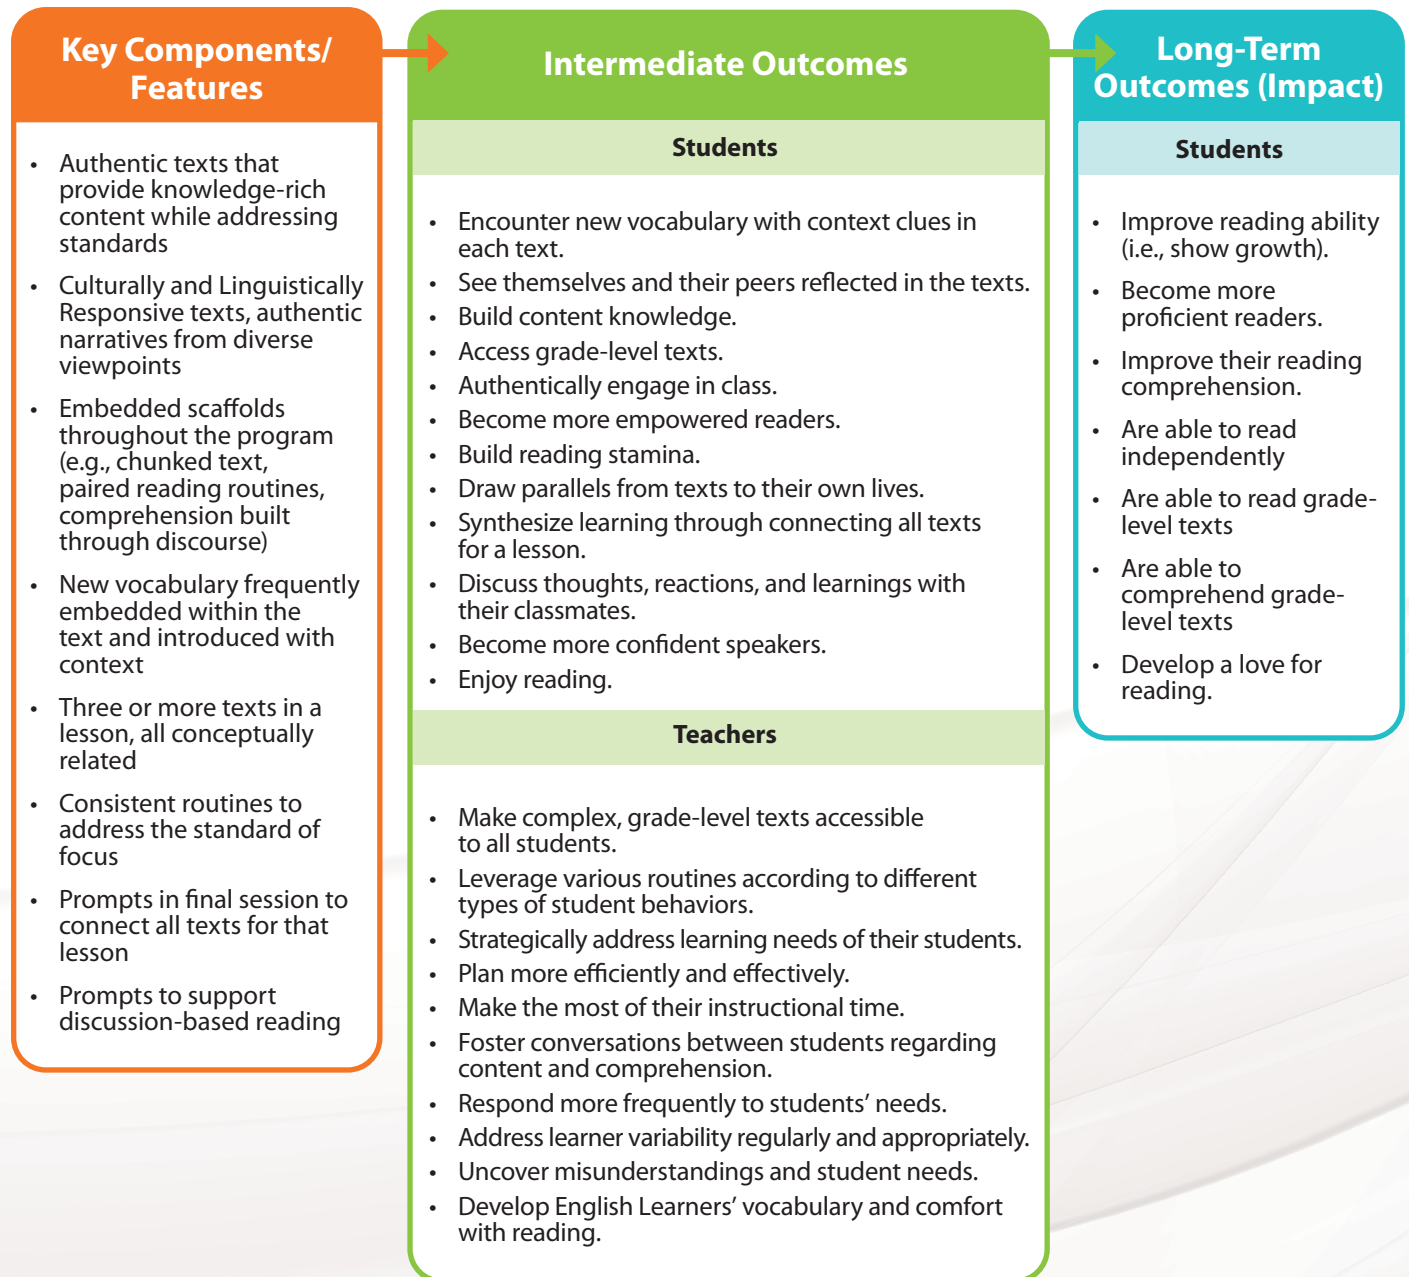 Key Components/
Features
• Authentic texts that
provide knowledge-rich
content while addressing
standards
• Culturally and Linguistically
Responsive texts, authentic
narratives from diverse
viewpoints
• Embedded scaffolds
throughout the program
(e.g., chunked text,
paired reading routines,
comprehension built
through discourse)
• New vocabulary frequently
embedded within the
text and introduced with
context
• Three or more texts in a
lesson, all conceptually
related
• Consistent routines to
address the standard of
focus
• Prompts in final session to
connect all texts for that
lesson
• Prompts to support
discussion-based reading
Intermediate Outcomes
Students
• Encounter new vocabulary with context clues in
each text.
• See themselves and their peers reflected in the texts.
• Build content knowledge.
• Access grade-level texts.
• Authentically engage in class.
• Become more empowered readers.
• Build reading stamina.
• Draw parallels from texts to their own lives.
• Synthesize learning through connecting all texts
for a lesson.
• Discuss thoughts, reactions, and learnings with
their classmates.
• Become more confident speakers.
• Enjoy reading.
Teachers
• Make complex, grade-level texts accessible
to all students.
• Leverage various routines according to different
types of student behaviors.
• Strategically address learning needs of their students.
• Plan more efficiently and effectively.
• Make the most of their instructional time.
• Foster conversations between students regarding
content and comprehension.
• Respond more frequently to students’ needs.
• Address learner variability regularly and appropriately.
• Uncover misunderstandings and student needs.
• Develop English Learners’ vocabulary and comfort
with reading.
Long-Term
Outcomes (Impact)
Students
• Improve reading ability
(i.e., show growth).
• Become more
proficient readers.
• Improve their reading
comprehension.
• Are able to read
independently
• Are able to read grade-
level texts
• Are able to
comprehend grade-
level texts
• Develop a love for
reading.